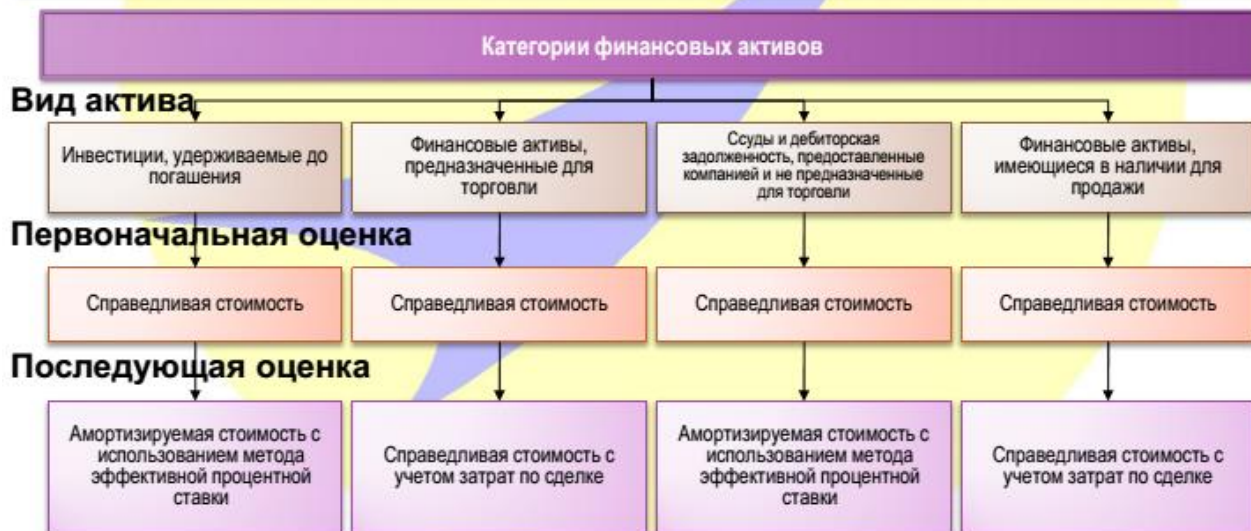 Категории финансовых активов
Вид актива
Инвестиции, удерживаемые до
погашения
Финансовые активы,
предназначенные для
торговли
Ссуды и дебиторская
задолженность, предоставленные
компанией и не предназначенные
для торговли
Финансовые активы,
имеющиеся в наличии для
продажи
Первоначальная оценка
Справедливая стоимость
Справедливая стоимость
Справедливая стоимость
Справедливая стоимость
Последующая оценка
Амортизируемая стоимость с
использованием метода
эффективной процентной
ставки
Справедливая стоимость с
учетом затрат по сделке
Амортизируемая стоимость с
использованием метода
эффективной процентной
ставки
Справедливая стоимость с
учетом затрат по сделке